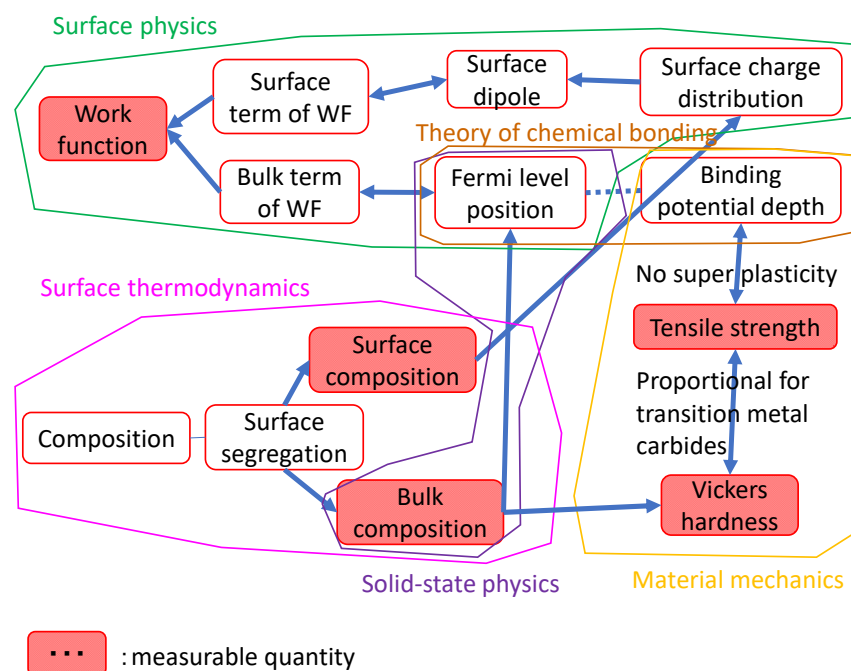 Surface physics
Surface
term of WF
Surface
dipole
Surface charge
distribution
Work
function
Theory of chemical bonding
Bulk term
of WF
Fermi level
position
Binding
potential depth
No super plasticity
Surface thermodynamics
Tensile strength
Surface
composition
Proportional for
transition metal
carbides
Composition
Surface
segregation
Bulk
composition
Vickers
hardness
Solid-state physics
Material mechanics
... : measurable quantity